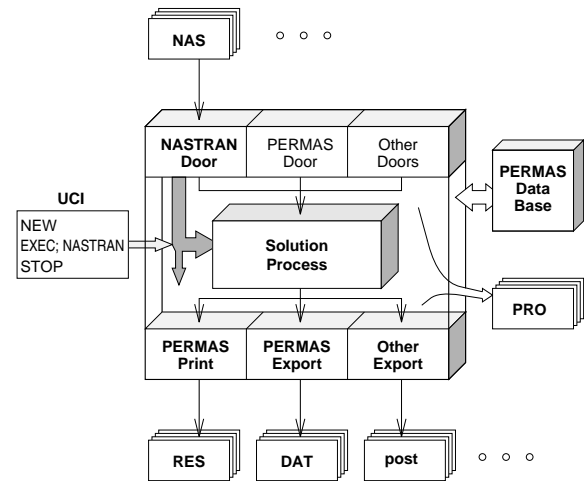 NAS
NASTRAN
Door
PERMAS
Door
Other
Doors
PERMAS
Data
Base
UCI
NEW
EXEC; NASTRAN
STOP
Solution
Process
PRO
PERMAS
Print
PERMAS
Export
Other
Export
RES
DAT
post